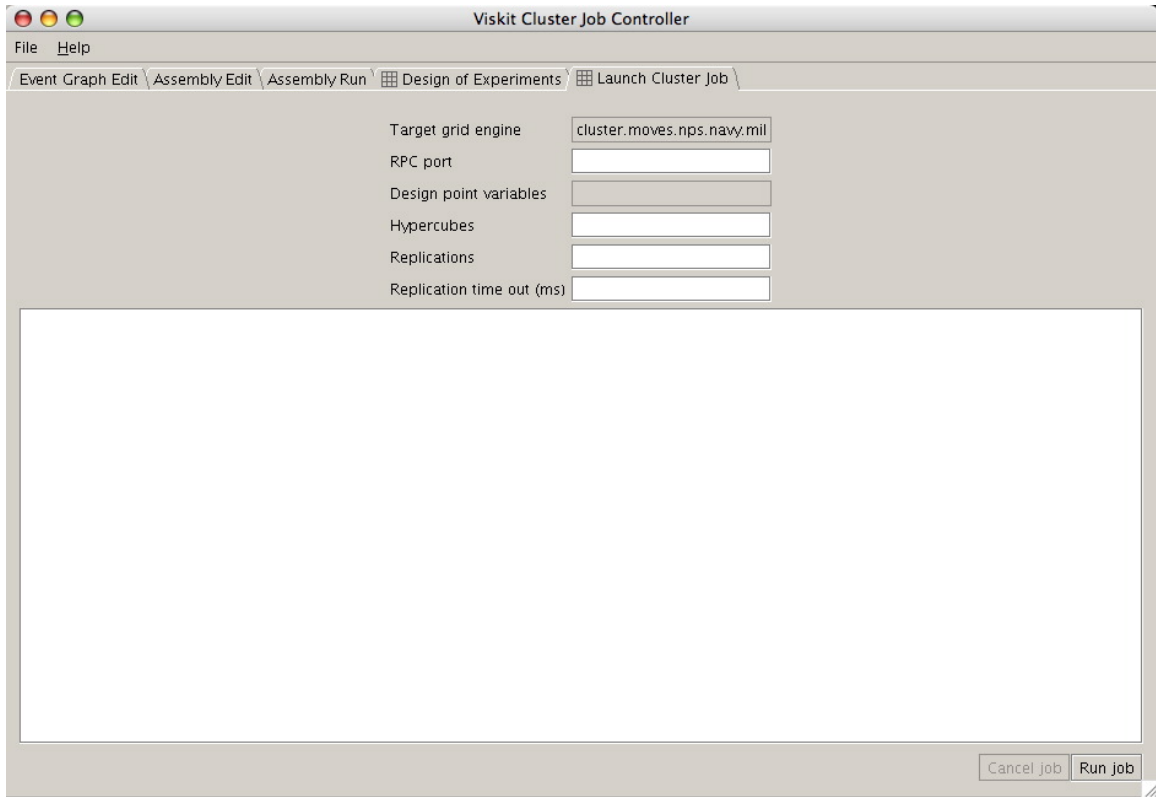 Viskit Cluster Job Controller
File Help
Event Graph Edit Assembly Edit Assembly Run Design of Experiments Launch Cluster Job
Target grid engine cluster.moves.nps.navy.mil
RPC port
Design point variables
Hypercubes
Replications
Replication time out (ms)
Cancel job Run job